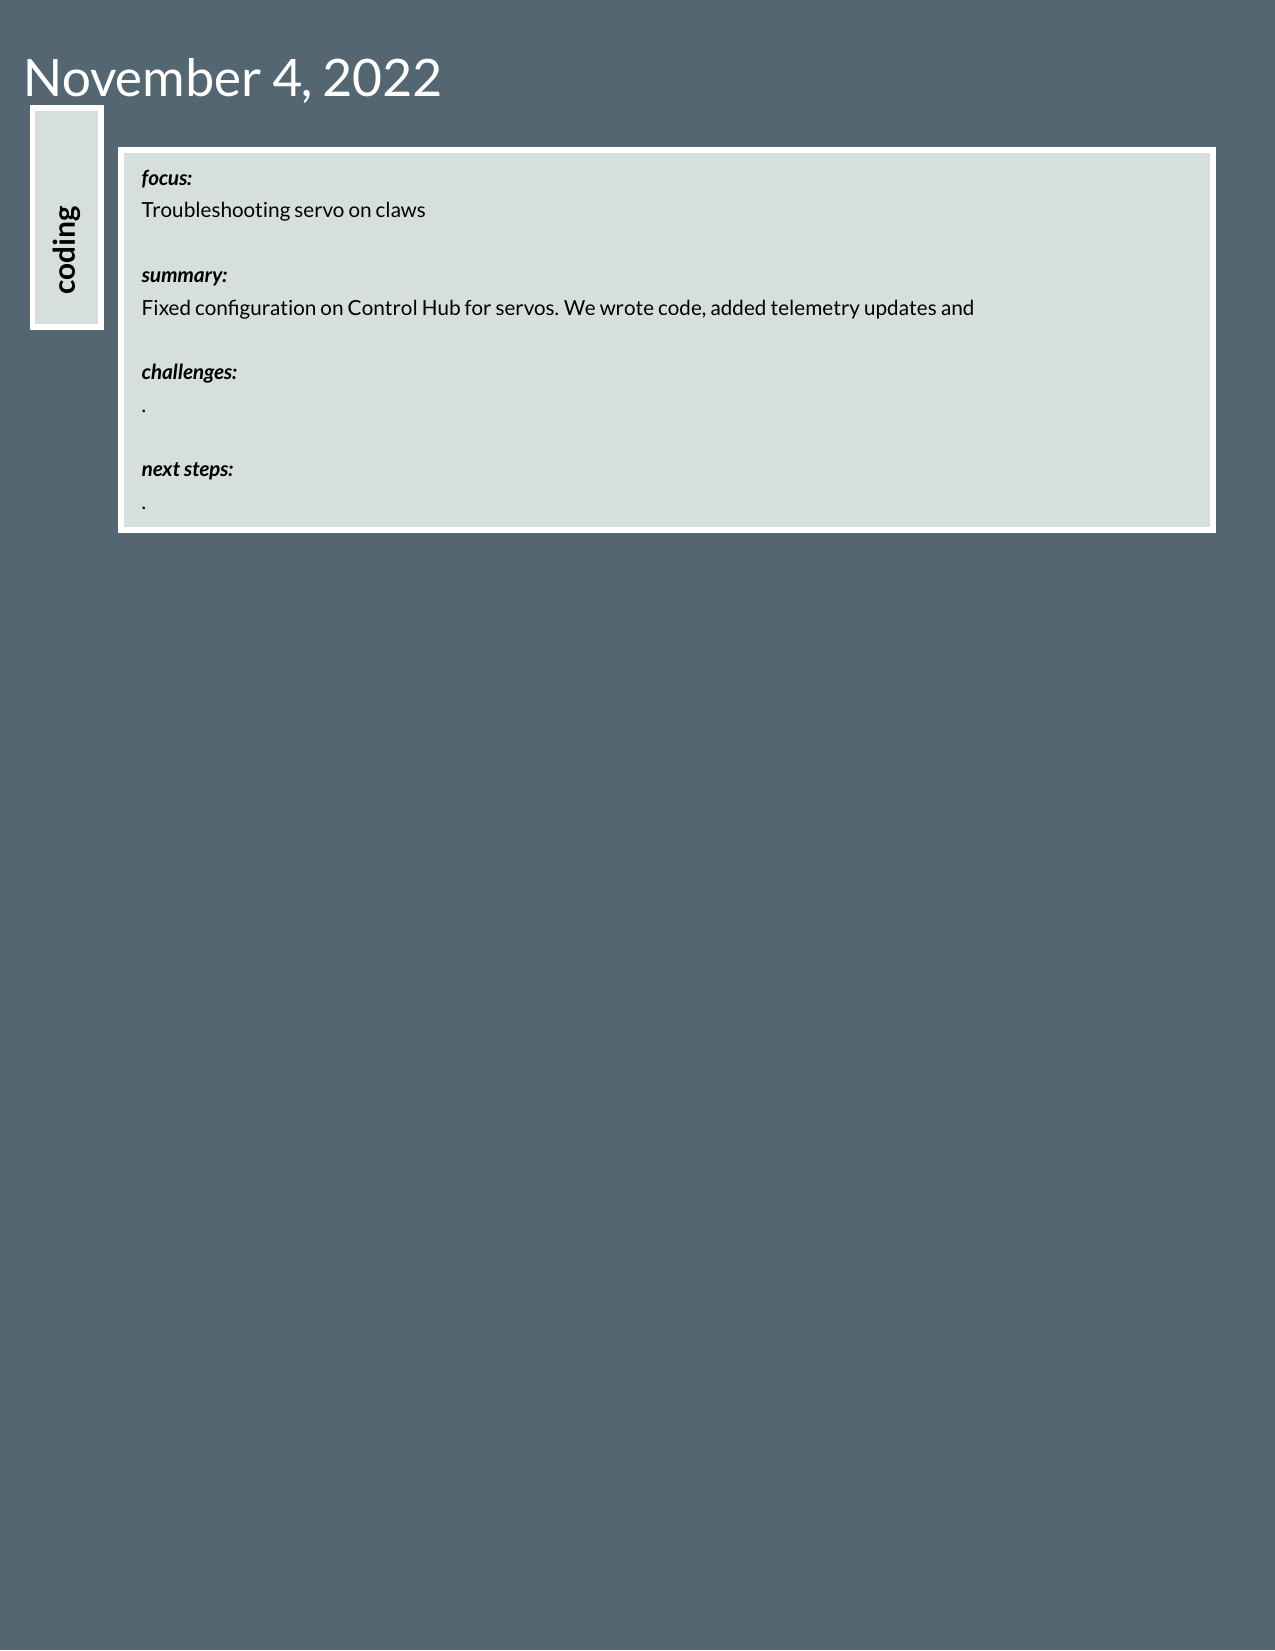 November 4, 2022
coding
focus:
Troubleshooting servo on claws
summary:
Fixed configuration on Control Hub for servos. We wrote code, added telemetry updates and
challenges:
.
next steps:
.